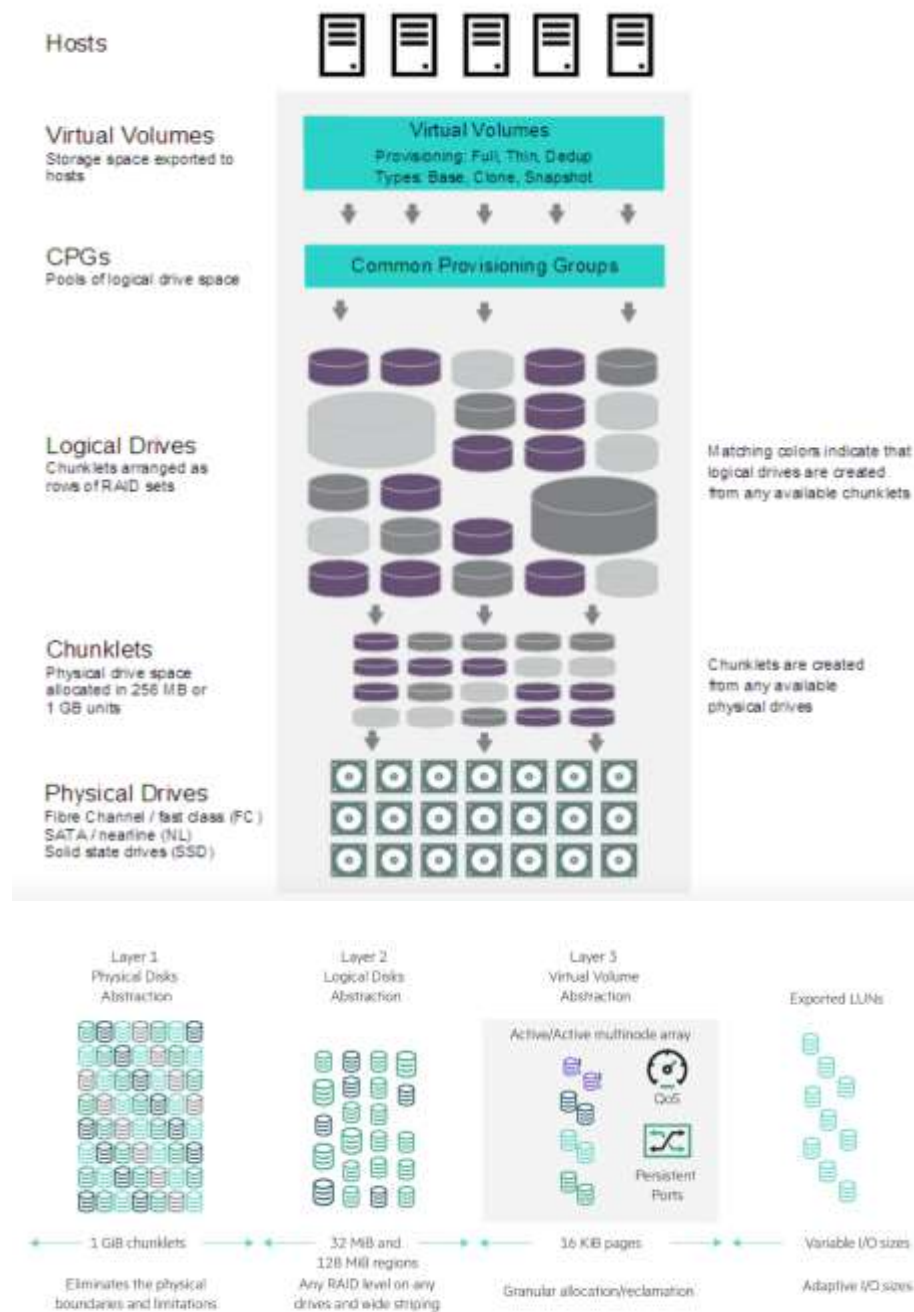 Hosts
Virtual Volumes
Storage space exported to
hosts
Virtual Volumes
Provisioning: Full, Thin, Dedup
Types: Base, Clone, Snapshot
CPGs
Pools of logical drive space
Common Provisioning Groups
Logical Drives
Chunklets arranged as
rows of RAID sets
Matching colors indicate that
logical drives are created
from any available chunklets
Chunklets
Physical drive space
allocated in 256 MB or
1 GB units
Chunklets are created
from any available
physical drives
Physical Drives
Fibre Channel / fast class (FC)
SATA / nearline (NL)
Solid state drives (SSD)
Layer 1
Physical Disks
Abstraction
Layer 2
Logical Disks
Abstraction
Layer 3
Virtual Volume
Abstraction
Exported LUNs
Active/Active multinode array
QoS
Persistent
Ports
1 GiB chunklets
32 MiB and
128 MiB regions
16 KiB pages
Variable I/O sizes
Eliminates the physical
boundaries and limitations
Any RAID level on any
drives and wide striping
Granular allocation/reclamation
Adaptive I/O sizes